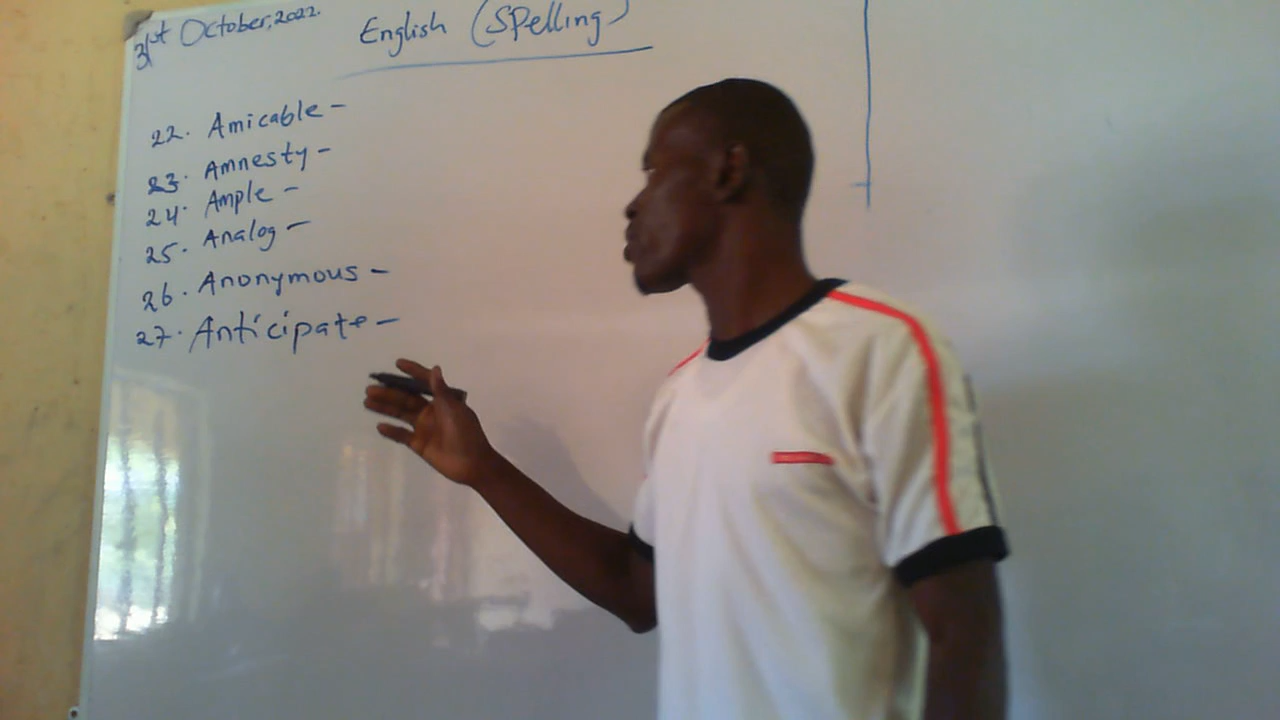 31st October, 2022.
English (Spelling)
22. Amicable -
23. Amnesty -
24. Ample -
25. Analog -
26. Anonymous -
27. Anticipate -